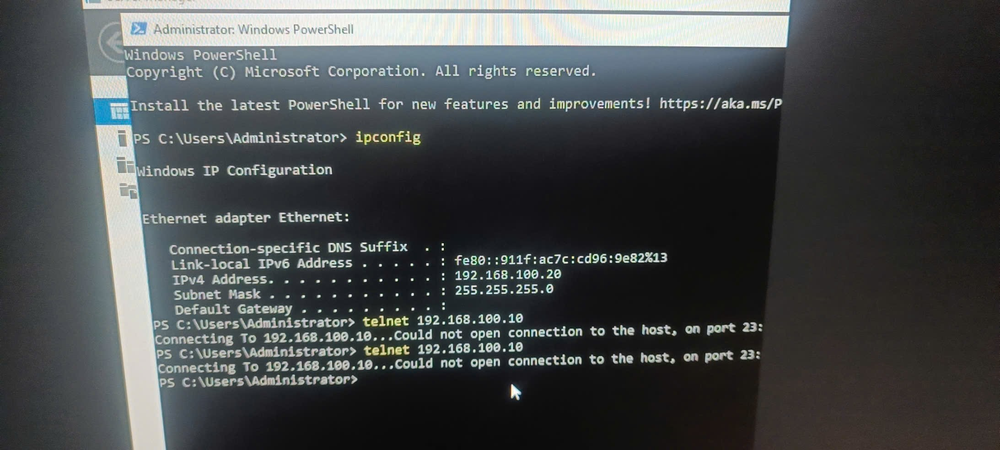 Administrator: Windows PowerShell
Windows PowerShell
Copyright (C) Microsoft Corporation. All rights reserved.
Install the latest PowerShell for new features and improvements! https://aka.ms/P
PS C:\Users\Administrator> ipconfig
Windows IP Configuration
Ethernet adapter Ethernet:
Connection-specific DNS Suffix . :
Link-local IPv6 Address . . . . . : fe80::911f:ac7c:cd96:9e82%13
IPv4 Address. . . . . . . . . . . : 192.168.100.20
Subnet Mask . . . . . . . . . . . : 255.255.255.0
Default Gateway . . . . . . . . . :
PS C:\Users\Administrator> telnet 192.168.100.10
Connecting To 192.168.100.10...Could not open connection to the host, on port 23:
PS C:\Users\Administrator> telnet 192.168.100.10
Connecting To 192.168.100.10...Could not open connection to the host, on port 23:
PS C:\Users\Administrator>